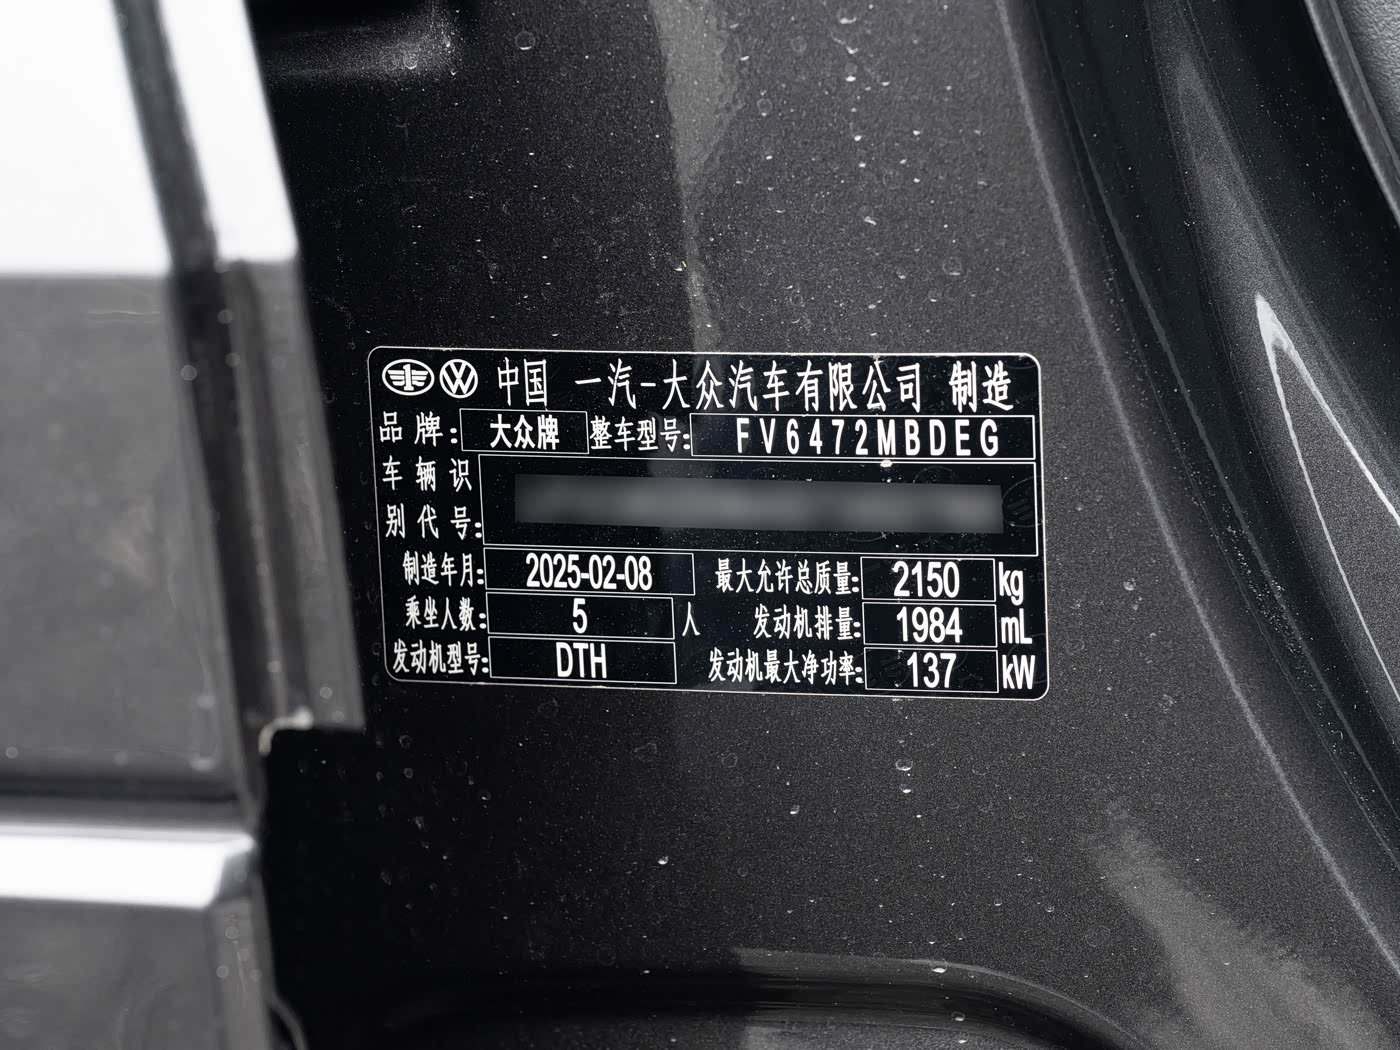 中国 一汽-大众汽车有限公司 制造
品牌: 大众牌 整车型号: FV6472MBDEG
车辆识
别代号:
制造年月: 2025-02-08 最大允许总质量: 2150 kg
乘坐人数: 5 人 发动机排量: 1984 mL
发动机型号: DTH 发动机最大净功率: 137 kW